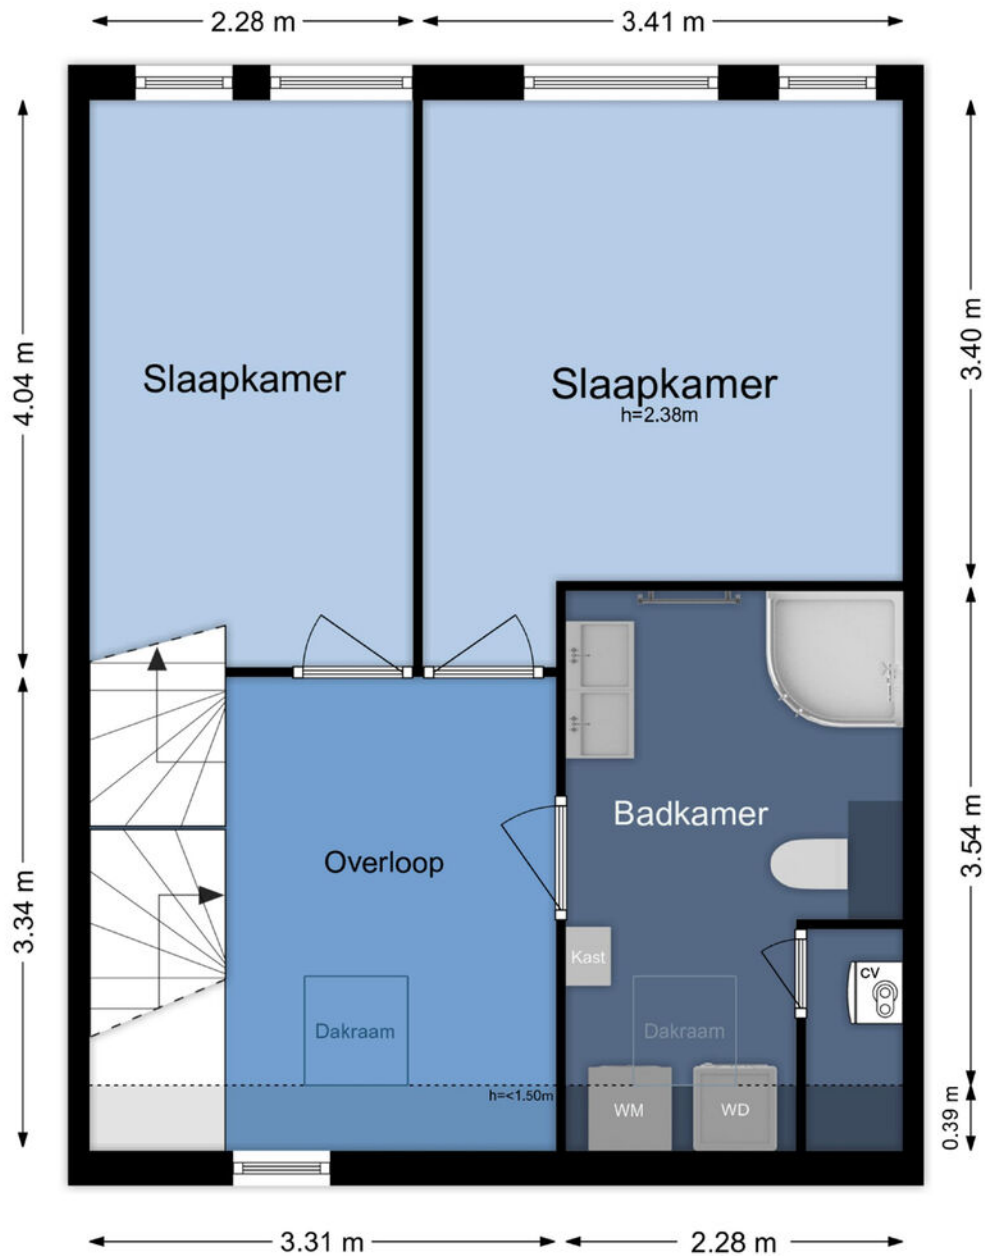 2.28 m
3.41 m
4.04 m
3.40 m
Slaapkamer
Slaapkamer
h=2.38m
Badkamer
3.54 m
Overloop
3.34 m
Kast
CV
Dakraam
Dakraam
h=<1.50m
WM
WD
0.39 m
3.31 m
2.28 m